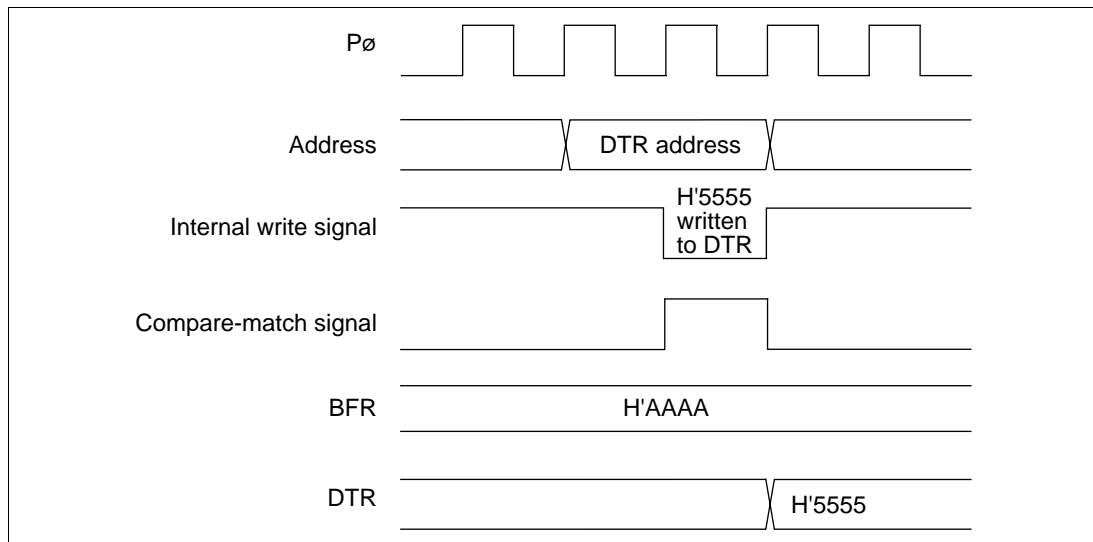 Pø
Address
DTR address
Internal write signal
H'5555
written
to DTR
Compare-match signal
BFR
H'AAAA
DTR
H'5555